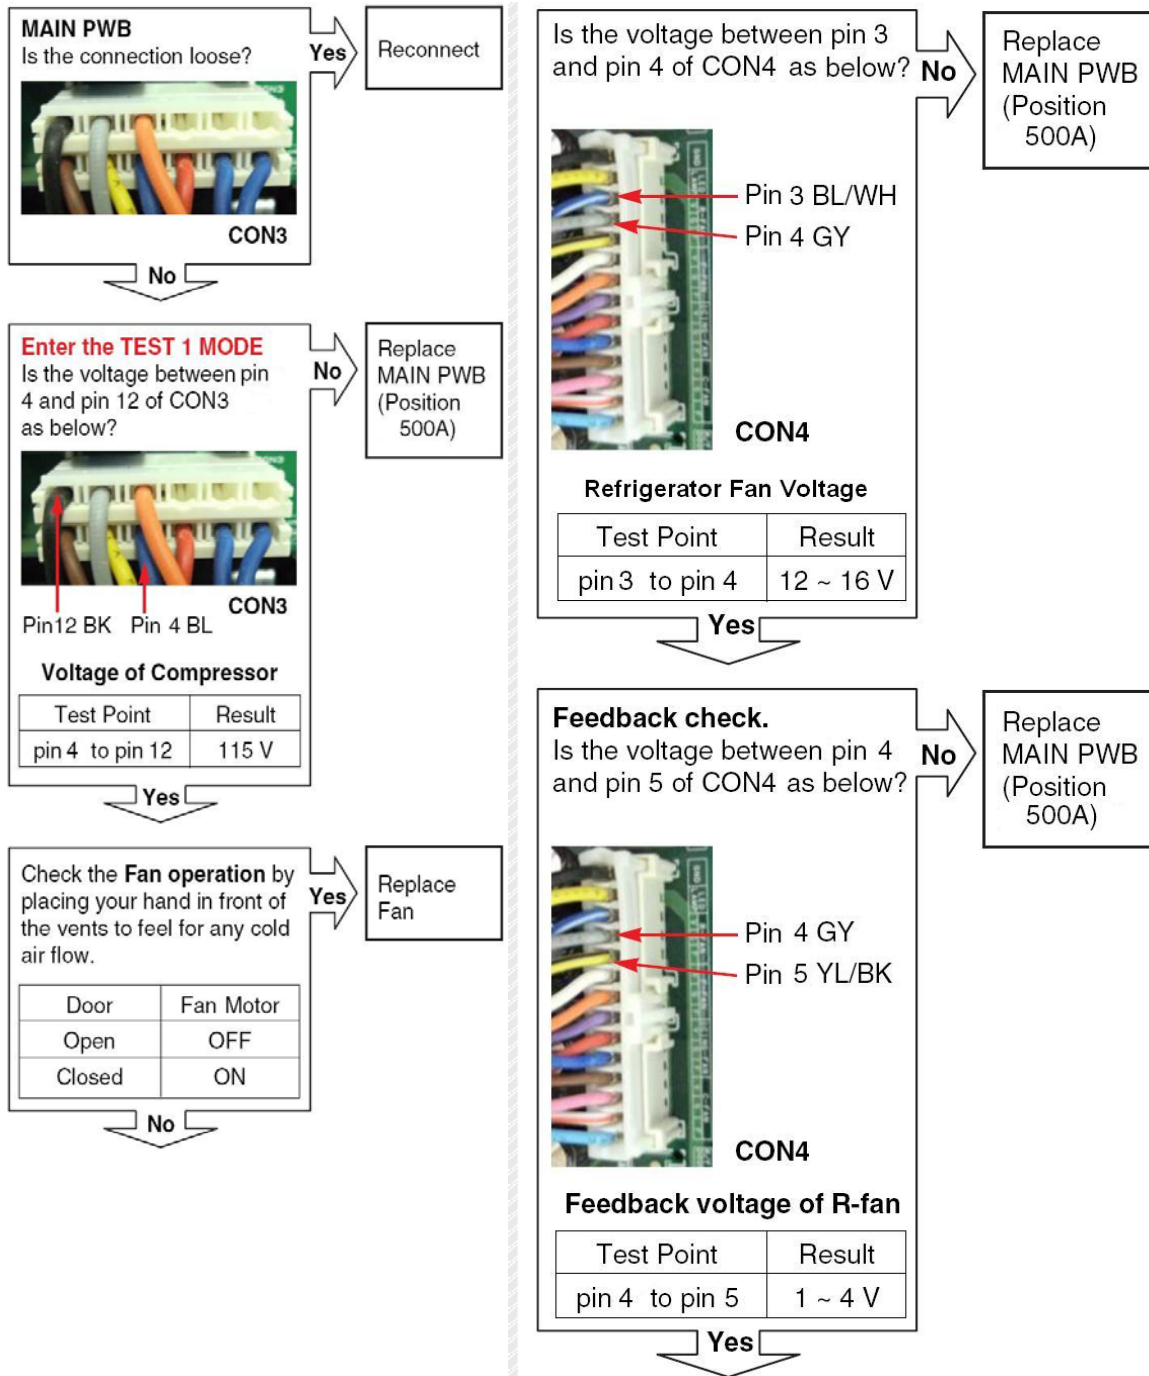 MAIN PWB
Is the connection loose?
Yes
Reconnect
CON3
No
Enter the TEST 1 MODE
Is the voltage between pin
4 and pin 12 of CON3
as below?
No
Replace
MAIN PWB
(Position
500A)
CON3
Pin12 BK Pin 4 BL
Voltage of Compressor
Test Point Result
pin 4 to pin 12 115 V
Yes
Check the Fan operation by
placing your hand in front of
the vents to feel for any cold
air flow.
Yes
Replace
Fan
Door Fan Motor
Open OFF
Closed ON
No
Is the voltage between pin 3
and pin 4 of CON4 as below?
No
Replace
MAIN PWB
(Position
500A)
Pin 3 BL/WH
Pin 4 GY
CON4
Refrigerator Fan Voltage
Test Point Result
pin 3 to pin 4 12 ~ 16 V
Yes
Feedback check.
Is the voltage between pin 4
and pin 5 of CON4 as below?
No
Replace
MAIN PWB
(Position
500A)
Pin 4 GY
Pin 5 YL/BK
CON4
Feedback voltage of R-fan
Test Point Result
pin 4 to pin 5 1 ~ 4 V
Yes